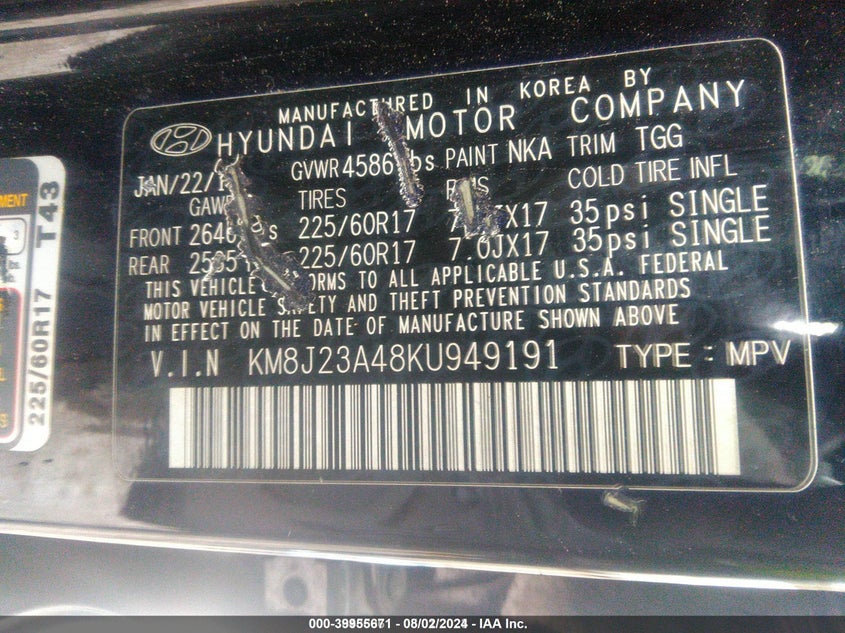 MANUFACTURED IN KOREA BY
HYUNDAI MOTOR COMPANY
JAN/22/ GVWR PAINT NKA TRIM TGG
TIRES COLD TIRE INFL
FRONT 225/60R17 35psi SINGLE
REAR 225/60R17 35psi SINGLE
THIS VEHICLE TO ALL APPLICABLE U.S.A. FEDERAL
MOTOR VEHICLE SAFETY AND THEFT PREVENTION STANDARDS
IN EFFECT ON THE DATE OF MANUFACTURE SHOWN ABOVE
V.I.N KM8J23A48KU949191 TYPE : MPV
225/60R17 T43
000-39955671 - 08/02/2024 - IAA Inc.